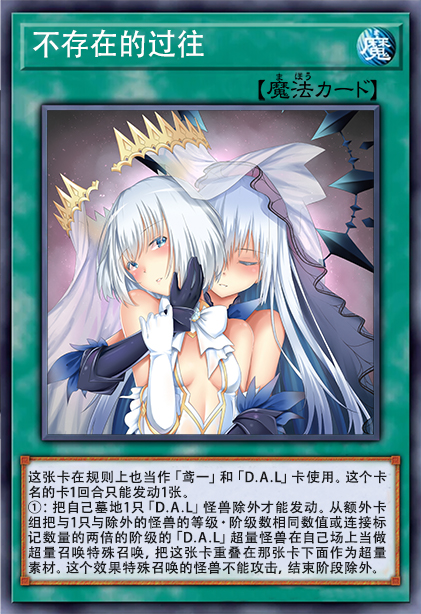 不存在的过往
魔
【魔法カード】
ま ほう
这张卡在规则上也当作「鸢一」和「D.A.L」卡使用。这个卡
名的卡1回合只能发动1张。
①:把自己墓地1只「D.A.L」怪兽除外才能发动。从额外卡
组把与1只与除外的怪兽的等级·阶级数相同数值或连接标
记数量的两倍的阶级的「D.A.L」超量怪兽在自己场上当做
超量召唤特殊召唤,把这张卡重叠在那张卡下面作为超量
素材。这个效果特殊召唤的怪兽不能攻击,结束阶段除外。